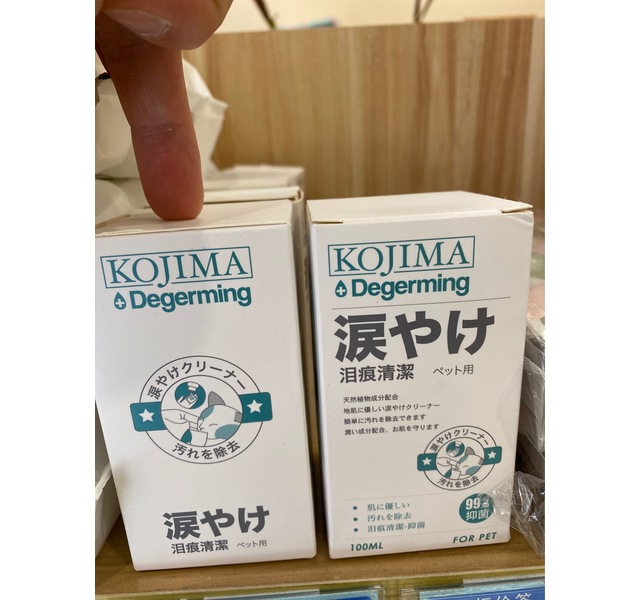 KOJIMA
Degerming
涙やけクリーナー
汚れを除去
涙やけ
泪痕清潔 ペット用
KOJIMA
Degerming
涙やけ
泪痕清潔 ペット用
天然植物成分配合
地肌に優しい涙やけクリーナー
簡単に汚れを除去できます
潤い成分配合、お肌を守ります
涙やけクリーナー
汚れを除去
肌に優しい
汚れを除去
泪痕清潔·抑菌
99%
抑菌
100ML
FOR PET